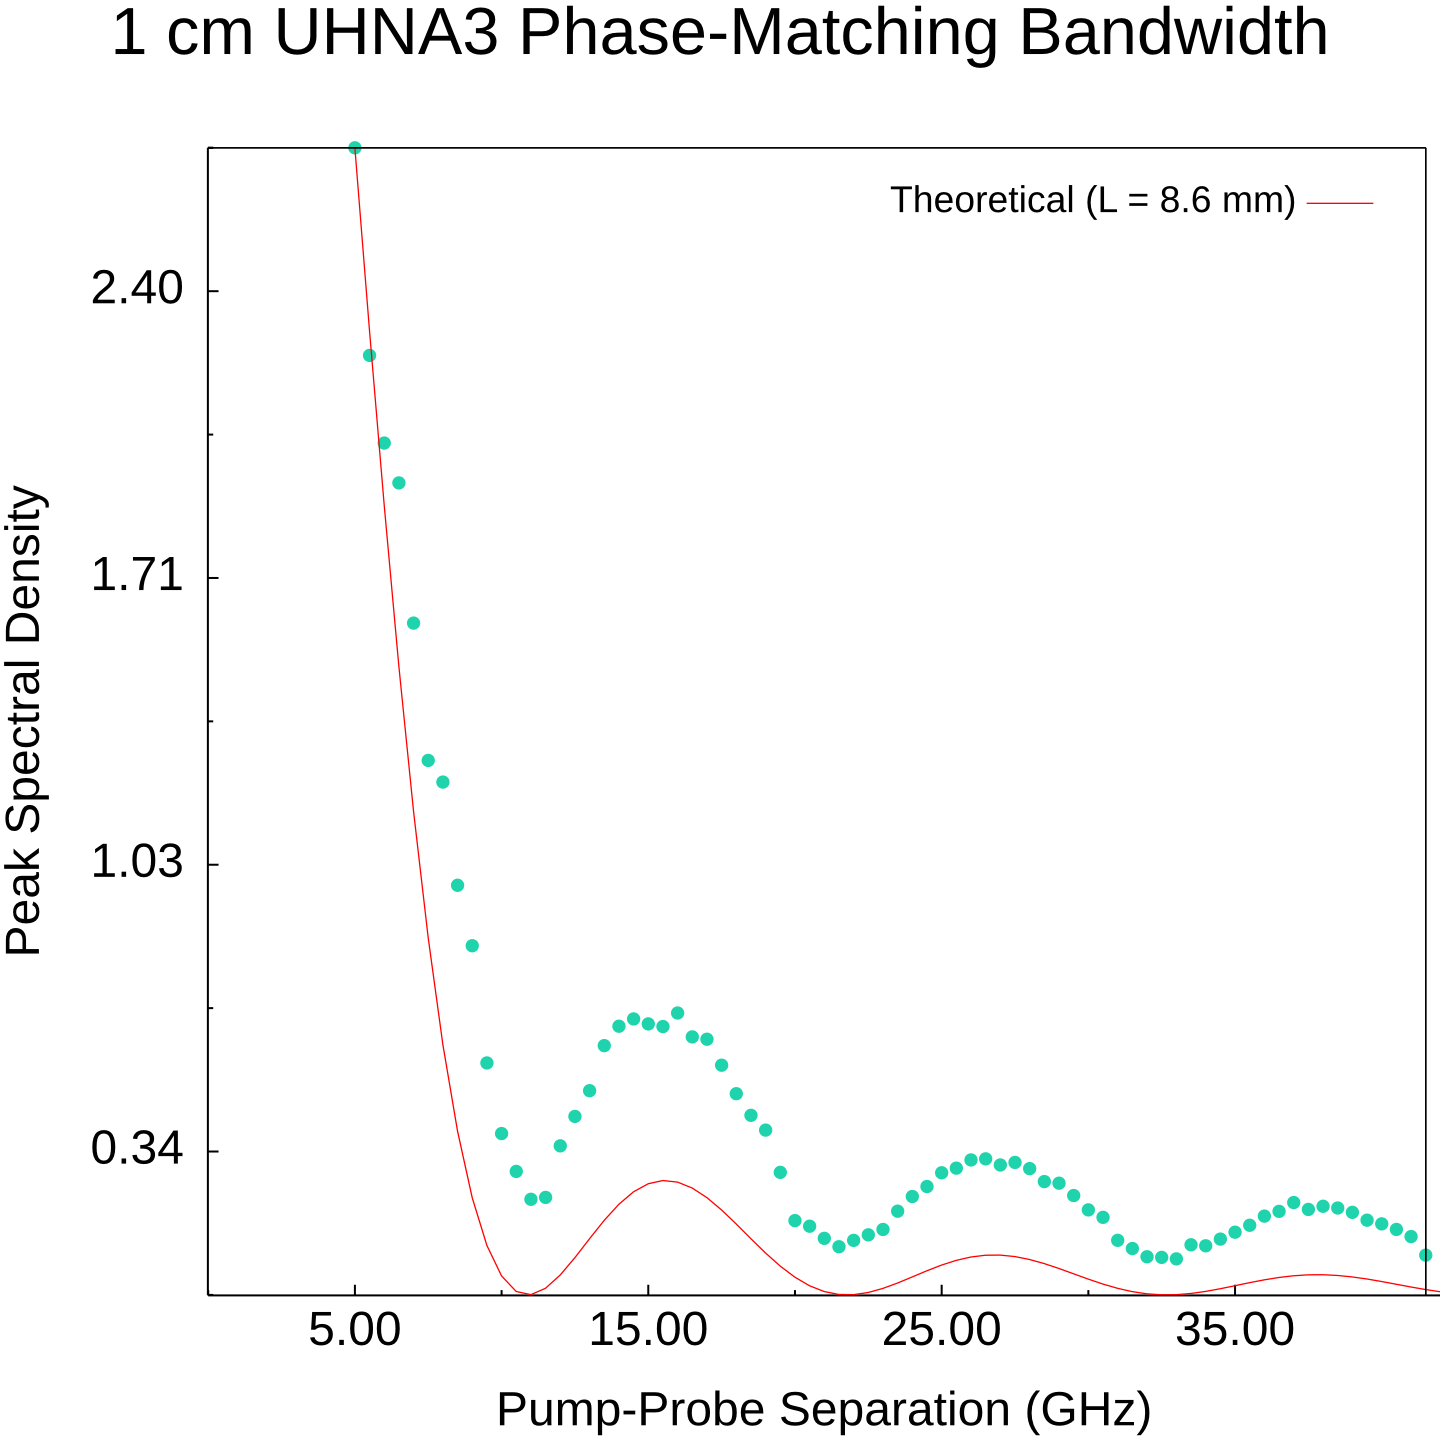 1 cm UHNA3 Phase-Matching Bandwidth
Theoretical (L = 8.6 mm)
2.40
1.71
1.03
0.34
Peak Spectral Density
5.00 15.00 25.00 35.00
Pump-Probe Separation (GHz)